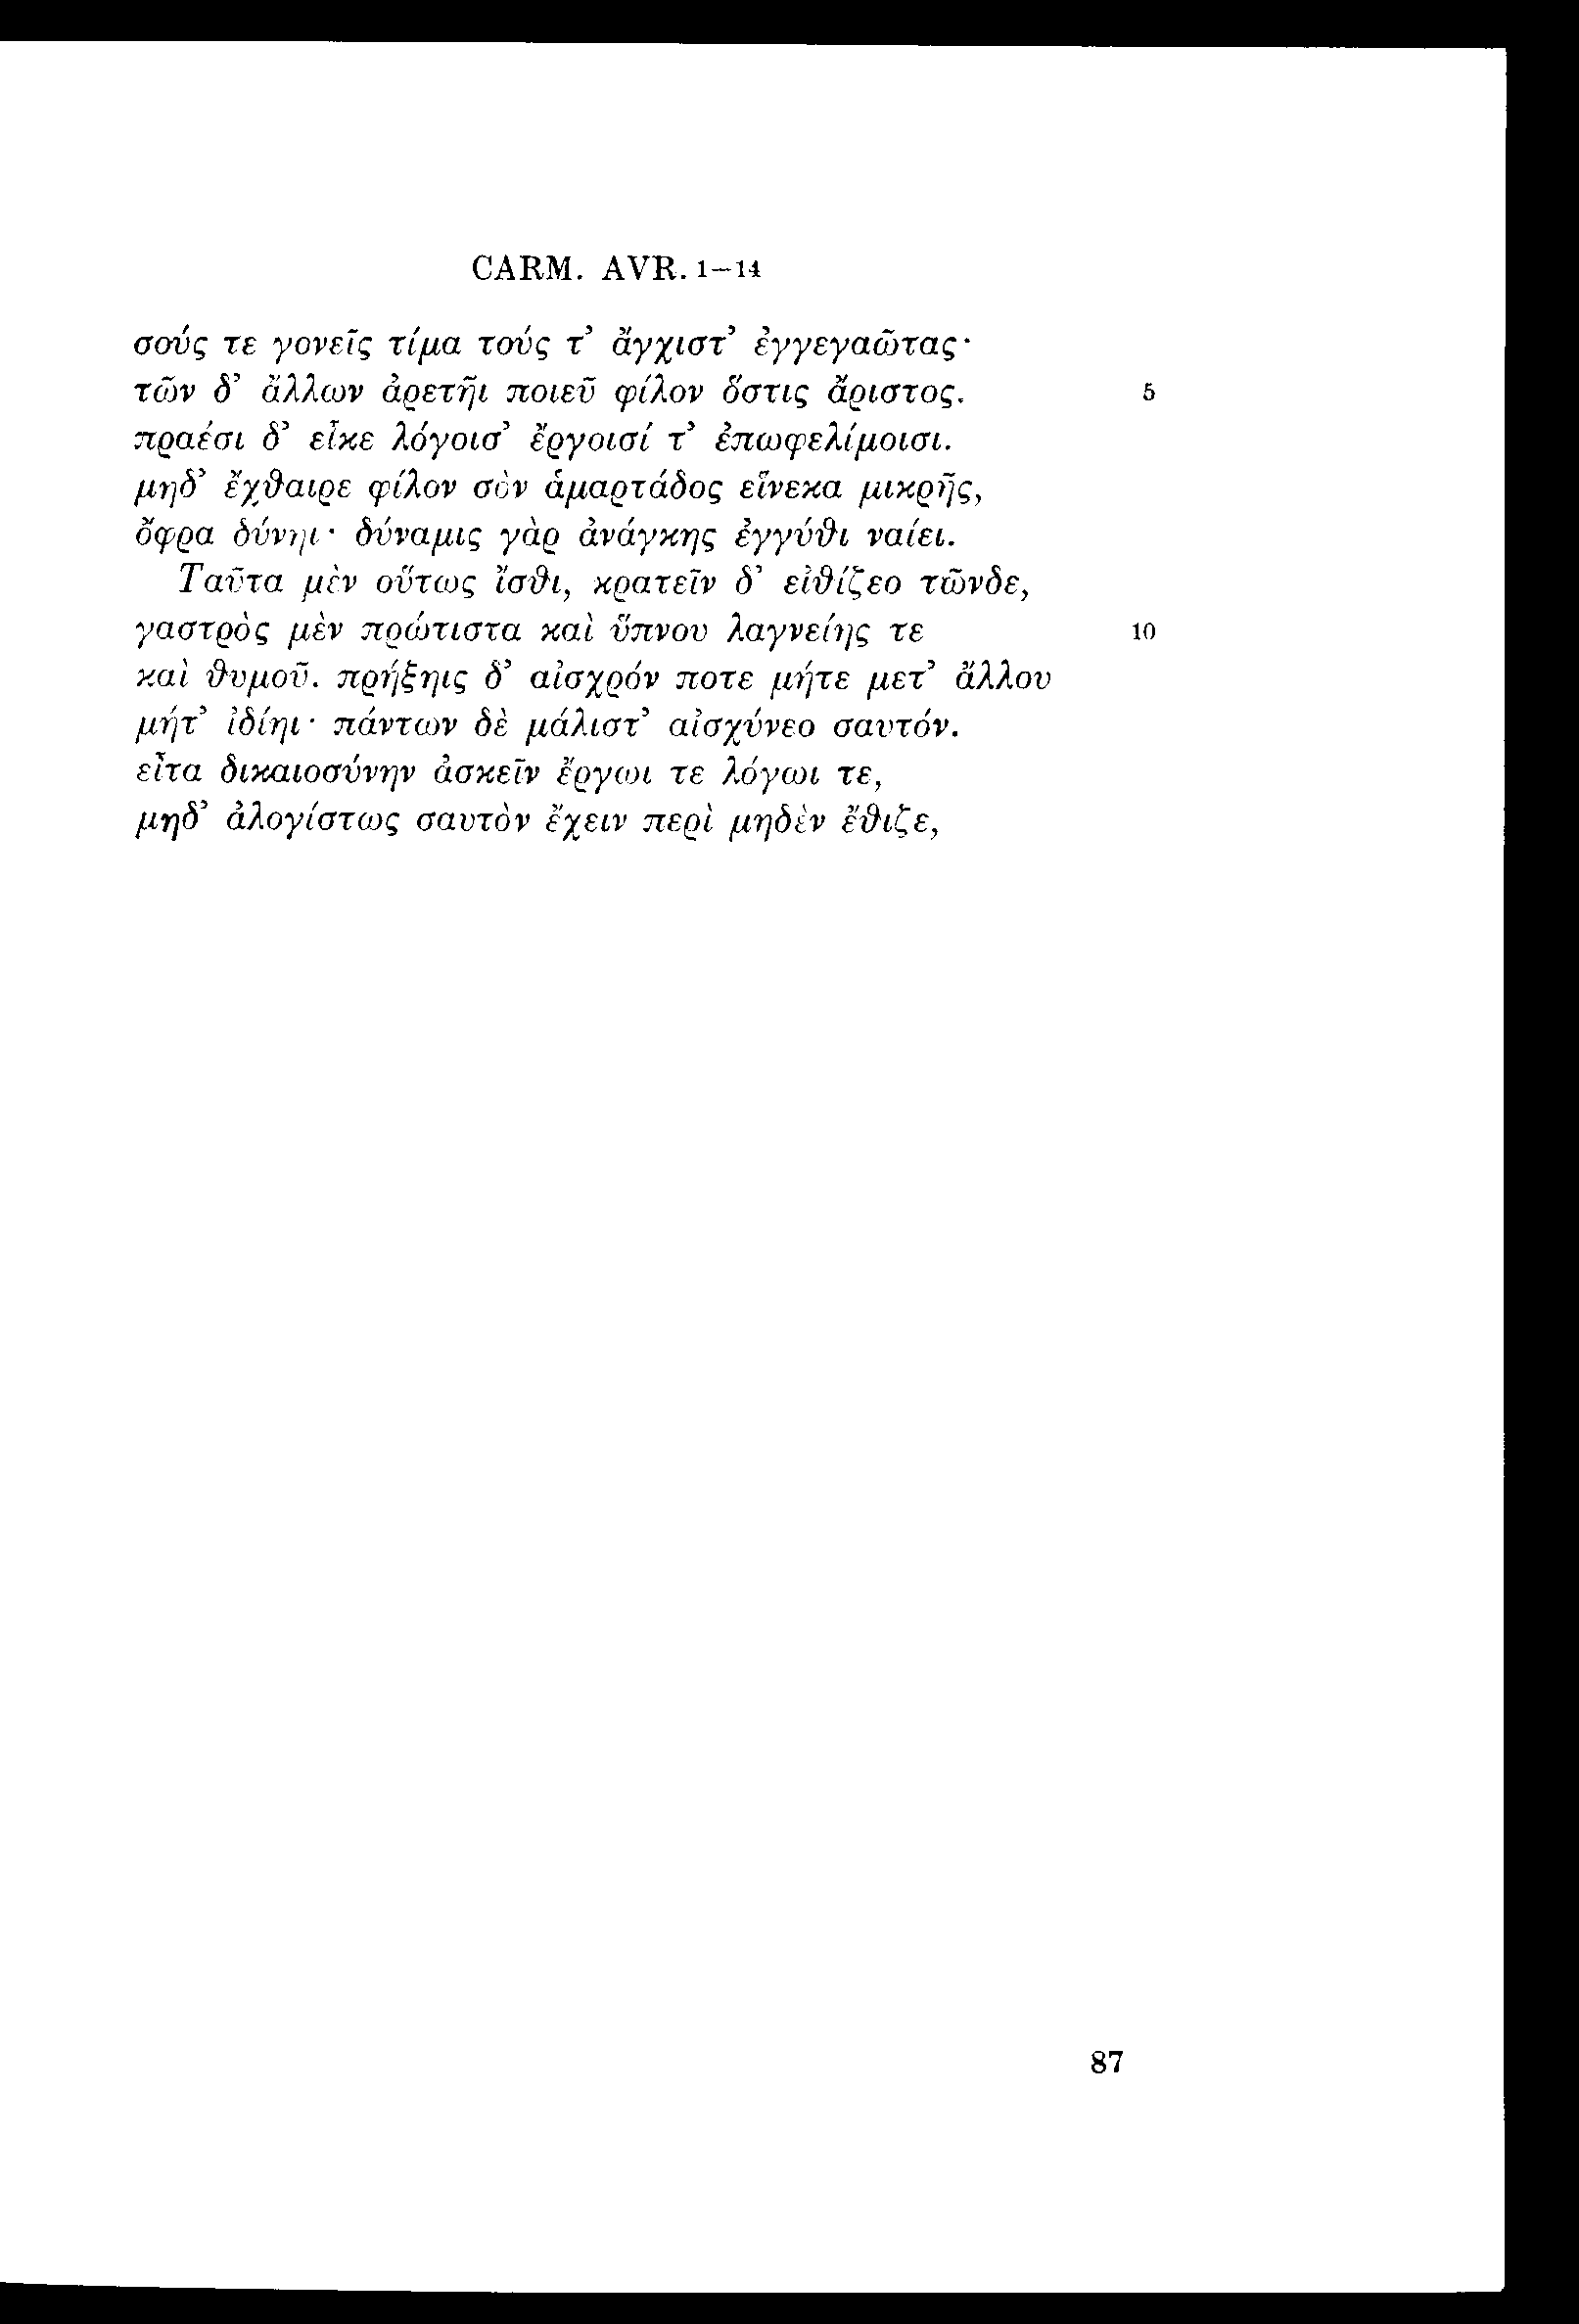 CARM. AVR. 1–14
σούς τε γονεῖς τίμα τούς τ’ ἄγχιστ’ ἐγγεγαῶτας·
τῶν δ’ ἄλλων ἀρετῆι ποιεῦ φίλον ὅστις ἄριστος. 5
πραέσι δ’ εἶκε λόγοισ’ ἔργοισί τ’ ἐπωφελίμοισι.
μηδ’ ἔχθαιρε φίλον σὸν ἁμαρτάδος εἵνεκα μικρῆς,
ὄφρα δύνηι· δύναμις γὰρ ἀνάγκης ἐγγύθι ναίει.
Ταῦτα μὲν οὕτως ἴσθι, κρατεῖν δ’ εἰθίζεο τῶνδε,
γαστρὸς μὲν πρώτιστα καὶ ὕπνου λαγνείης τε 10
καὶ θυμοῦ. πρήξηις δ’ αἰσχρόν ποτε μήτε μετ’ ἄλλου
μήτ’ ἰδίηι· πάντων δὲ μάλιστ’ αἰσχύνεο σαυτόν.
εἶτα δικαιοσύνην ἀσκεῖν ἔργωι τε λόγωι τε,
μηδ’ ἀλογίστως σαυτὸν ἔχειν περὶ μηδὲν ἔθιζε,
87